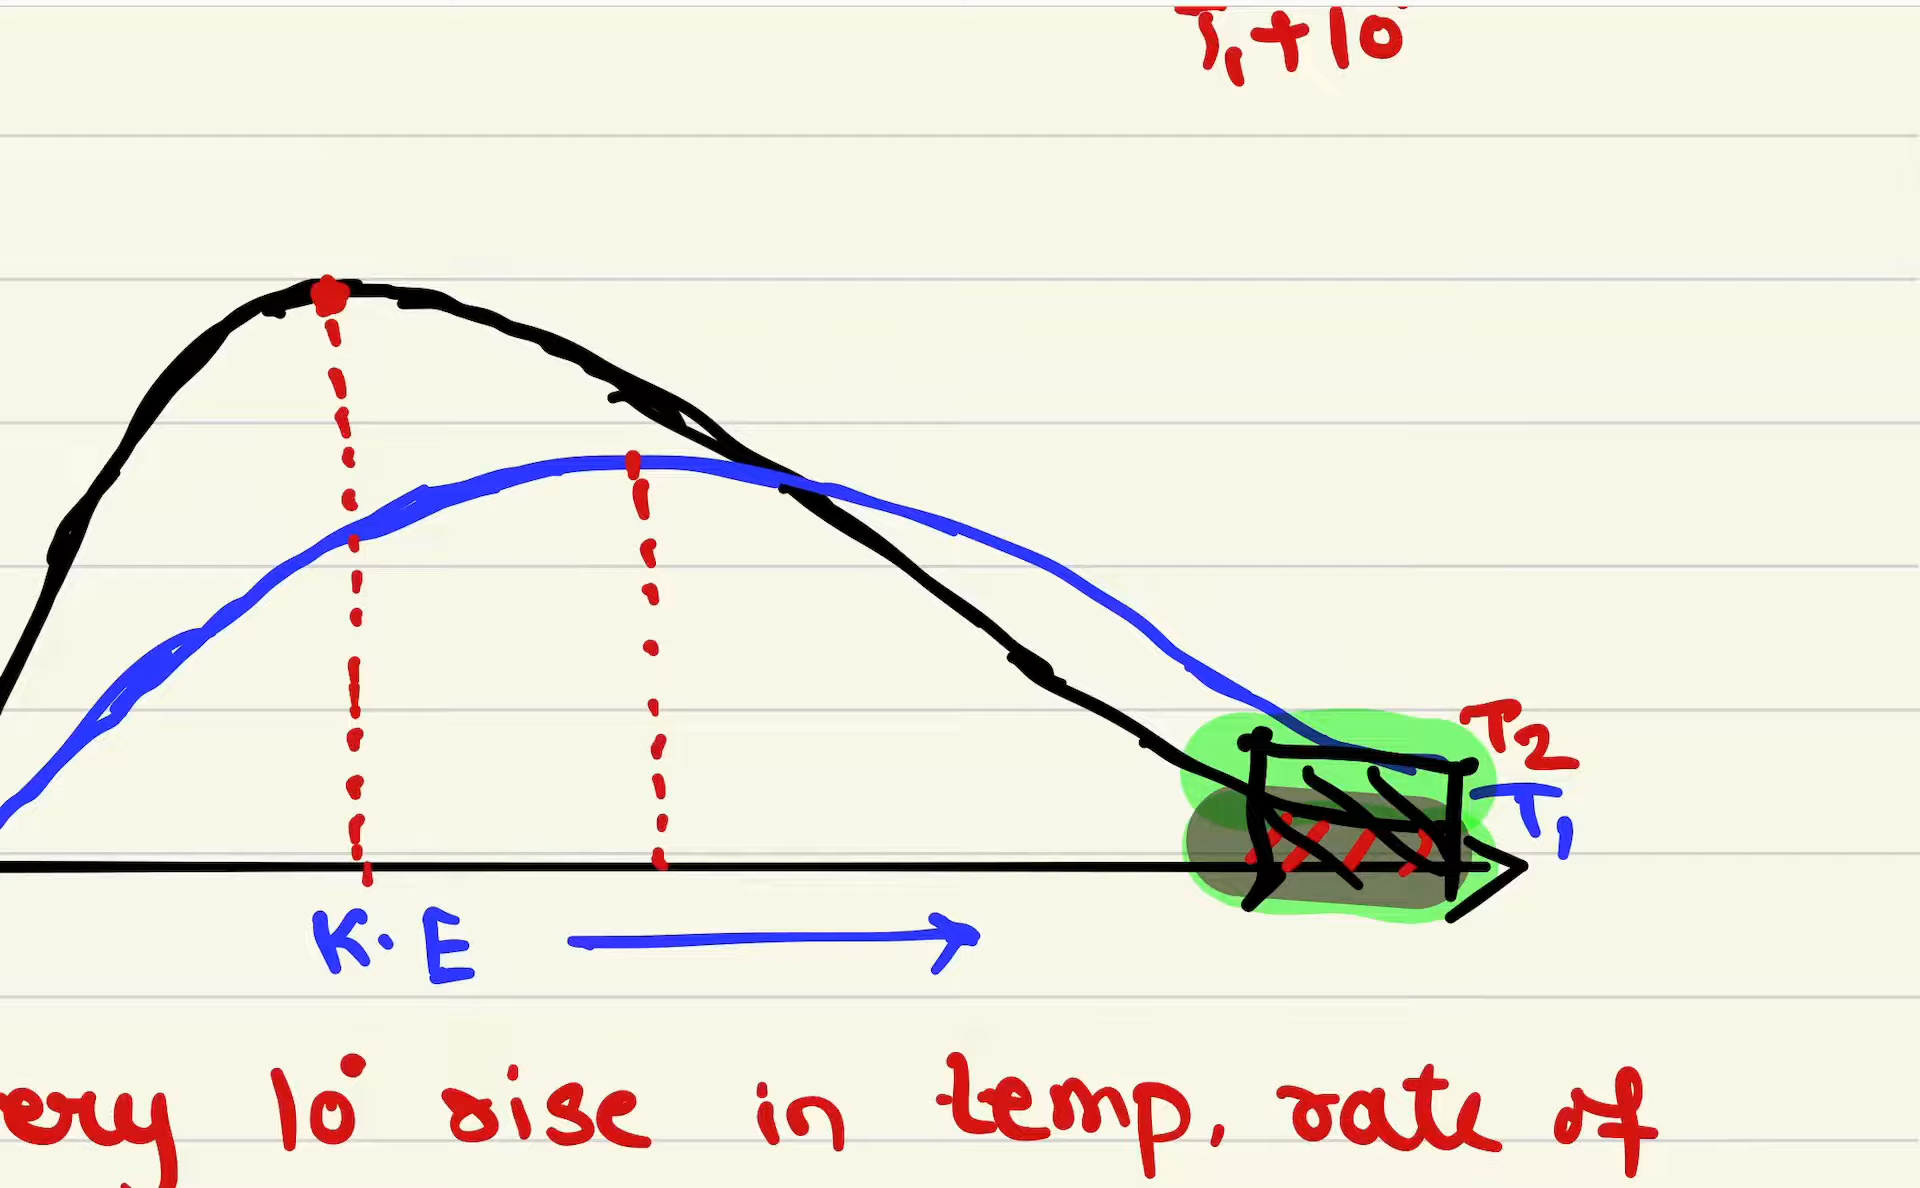 T₁+10°
T₂
T₁
K.E
ery 10° rise in temp, rate of